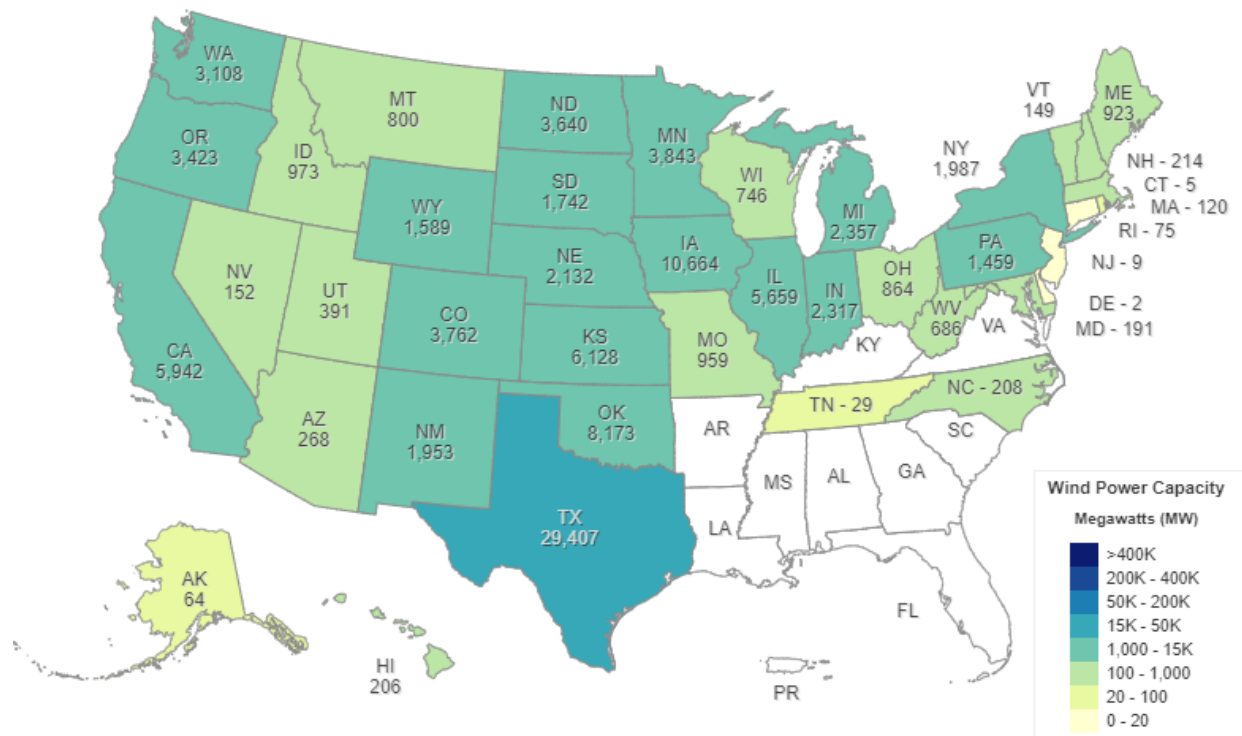 WA
3,108
MT
800
ND
3,640
MN
3,843
VT
149
ME
923
OR
3,423
ID
973
SD
1,742
WI
746
NY
1,987
NH - 214
CT - 5
MA - 120
RI - 75
WY
1,589
MI
2,357
NE
2,132
IA
10,664
PA
1,459
NJ - 9
NV
152
UT
391
CO
3,762
IL
5,659
IN
2,317
OH
864
WV
686
VA
DE - 2
MD - 191
CA
5,942
KS
6,128
MO
959
KY
AZ
268
NM
1,953
OK
8,173
AR
TN - 29
NC - 208
SC
MS
AL
GA
TX
29,407
LA
AK
64
FL
HI
206
PR
Wind Power Capacity
Megawatts (MW)
>400K
200K - 400K
50K - 200K
15K - 50K
1,000 - 15K
100 - 1,000
20 - 100
0 - 20